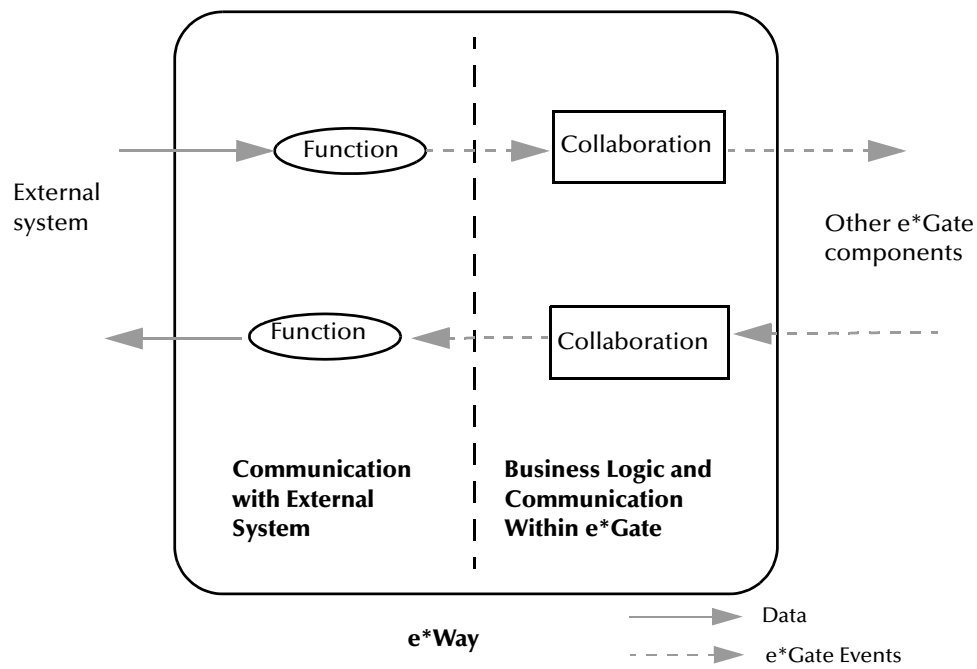 Function
Collaboration
External
system
Other e*Gate
components
Function
Collaboration
Communication
with External
System
Business Logic and
Communication
Within e*Gate
e*Way
Data
e*Gate Events